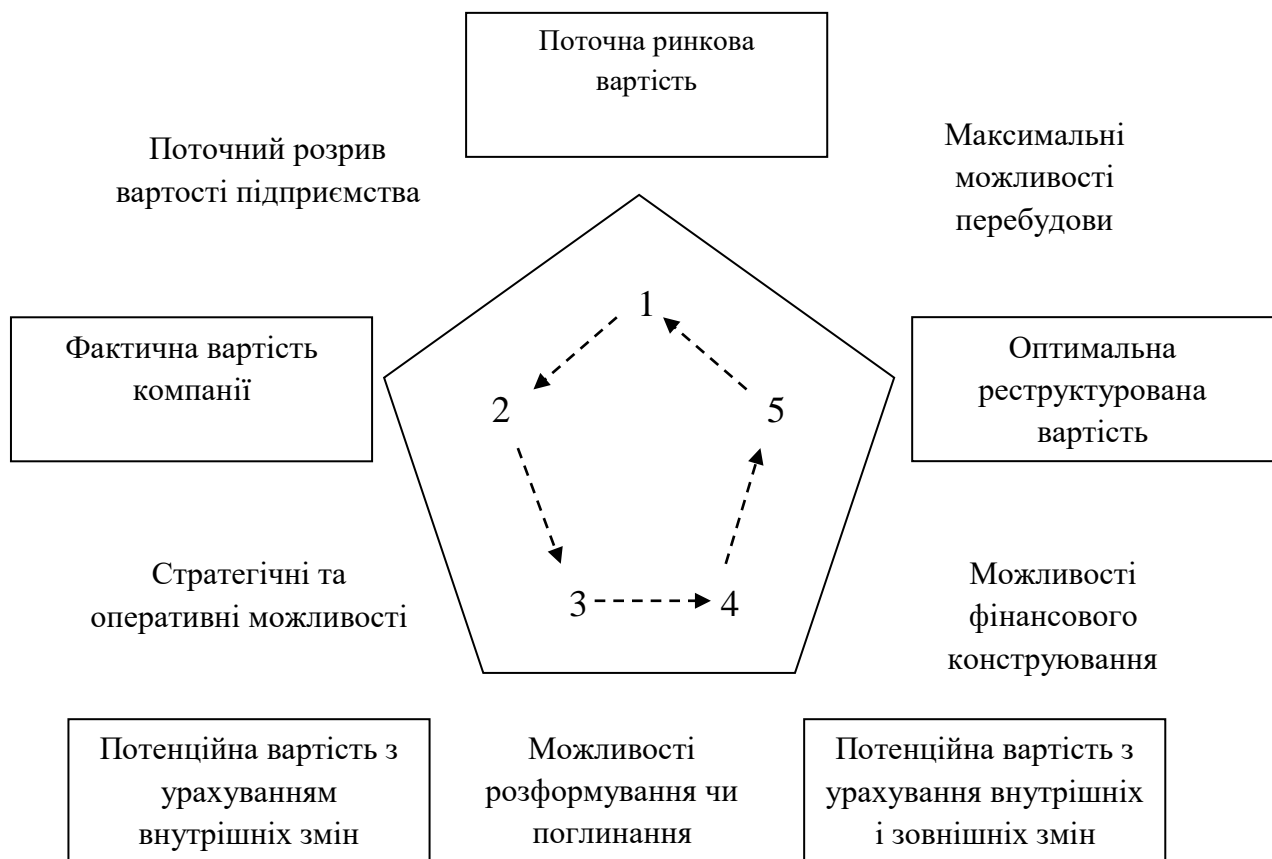 Поточна ринкова
вартість
Поточний розрив
вартості підприємства
Максимальні
можливості
перебудови
1
Фактична вартість
компанії
2
5
Оптимальна
реструктурована
вартість
Стратегічні та
оперативні можливості
3
4
Можливості
фінансового
конструювання
Потенційна вартість з
урахуванням
внутрішніх змін
Можливості
розформування чи
поглинання
Потенційна вартість з
урахування внутрішніх
і зовнішніх змін